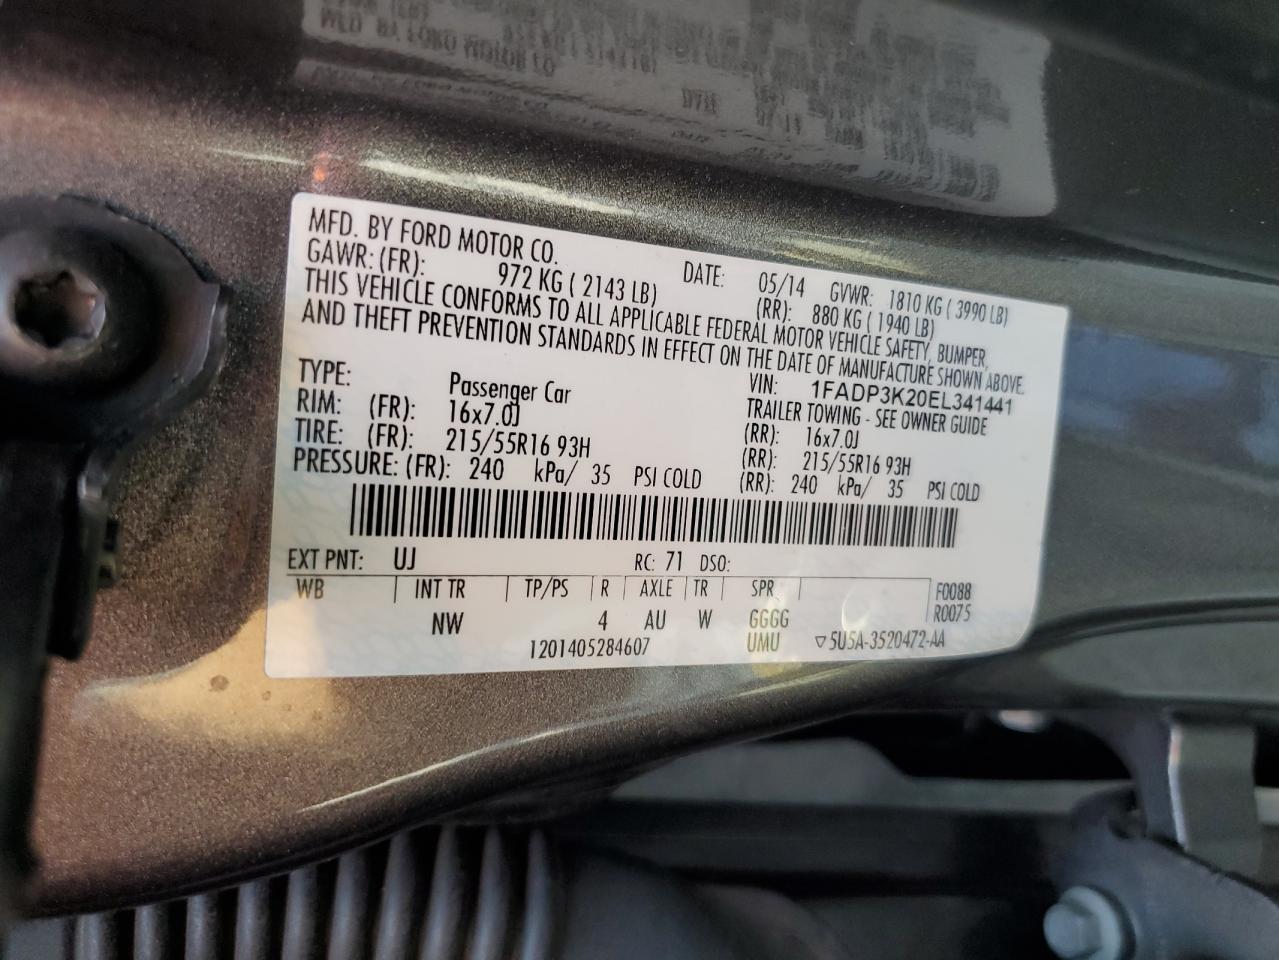 MFD. BY FORD MOTOR CO.
DATE: 05/14 GVWR: 1810 KG ( 3990 LB)
GAWR: (FR): 972 KG ( 2143 LB) (RR): 880 KG ( 1940 LB)
THIS VEHICLE CONFORMS TO ALL APPLICABLE FEDERAL MOTOR VEHICLE SAFETY, BUMPER,
AND THEFT PREVENTION STANDARDS IN EFFECT ON THE DATE OF MANUFACTURE SHOWN ABOVE.
VIN: 1FADP3K20EL341441
TYPE: Passenger Car TRAILER TOWING - SEE OWNER GUIDE
RIM: (FR): 16x7.0J (RR): 16x7.0J
TIRE: (FR): 215/55R16 93H (RR): 215/55R16 93H
PRESSURE: (FR): 240 kPa/ 35 PSI COLD (RR): 240 kPa/ 35 PSI COLD
EXT PNT: UJ RC: 71 DSO:
WB INT TR TP/PS R AXLE TR SPR F0088
NW 4 AU W GGGG R0075
1201405284607 UMU ▽5U5A-3520472-AA